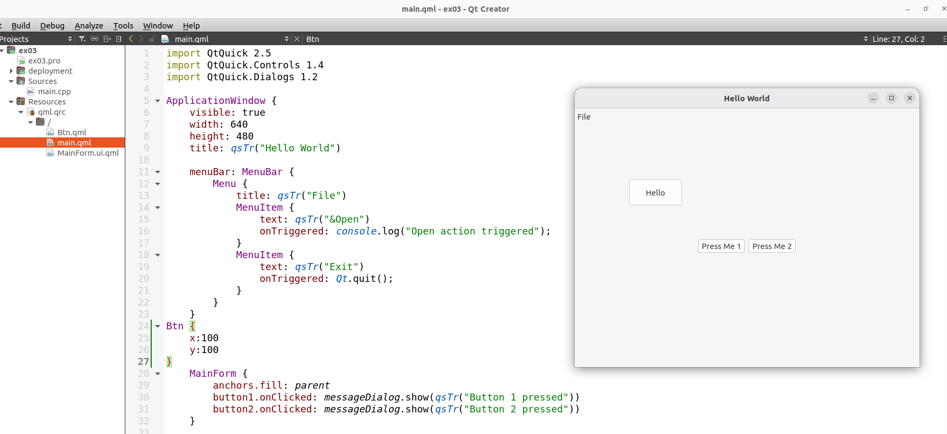 main.qml - ex03 - Qt Creator
Build Debug Analyze Tools Window Help
Projects
main.qml
Btn
Line: 27, Col: 2
ex03
ex03.pro
deployment
Sources
main.cpp
Resources
qml.qrc
/
Btn.qml
main.qml
MainForm.ui.qml
1 import QtQuick 2.5
2 import QtQuick.Controls 1.4
3 import QtQuick.Dialogs 1.2
4
5 ApplicationWindow {
6 visible: true
7 width: 640
8 height: 480
9 title: qsTr("Hello World")
10
11 menuBar: MenuBar {
12 Menu {
13 title: qsTr("File")
14 MenuItem {
15 text: qsTr("&Open")
16 onTriggered: console.log("Open action triggered");
17 }
18 MenuItem {
19 text: qsTr("Exit")
20 onTriggered: Qt.quit();
21 }
22 }
23 }
24 Btn {
25 x:100
26 y:100
27 }
28 MainForm {
29 anchors.fill: parent
30 button1.onClicked: messageDialog.show(qsTr("Button 1 pressed"))
31 button2.onClicked: messageDialog.show(qsTr("Button 2 pressed"))
32 }
33
Hello World
File
Hello
Press Me 1 Press Me 2